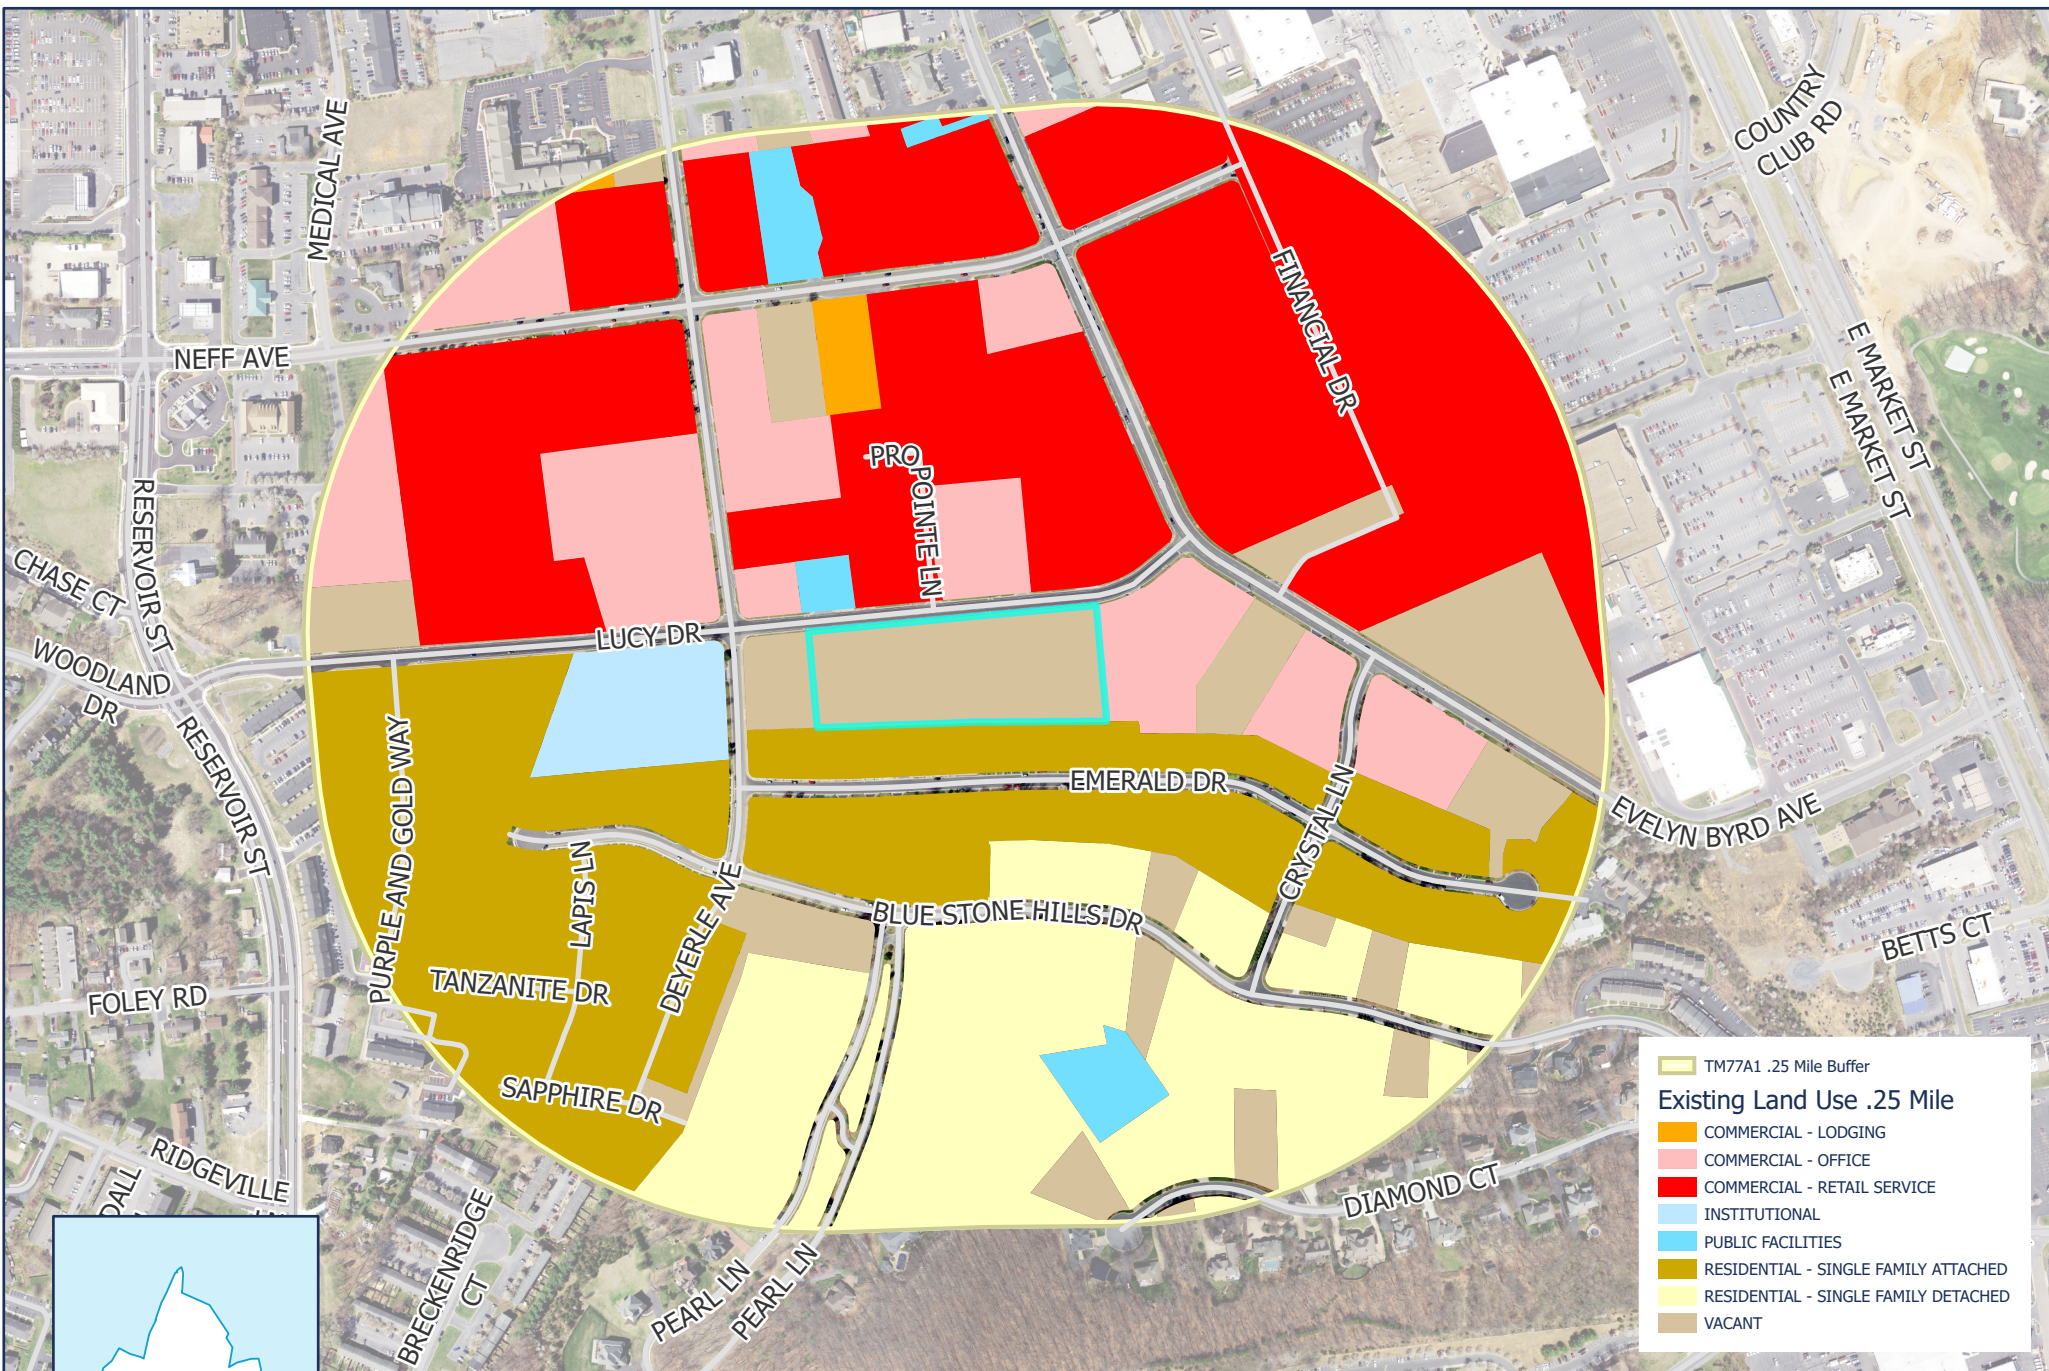 COUNTRY
CLUB RD
MEDICAL AVE
FINANCIAL DR
NEFF AVE
E MARKET ST
E MARKET ST
PRO
POINTE LN
RESERVOIR ST
CHASE CT
LUCY DR
WOODLAND
DR
RESERVOIR ST
PURPLE AND GOLD WAY
EMERALD DR
CRYSTAL LN
EVELYN BYRD AVE
LAPIS LN
DEYERLE AVE
BLUE STONE HILLS DR
BETTS CT
TANZANITE DR
FOLEY RD
SAPPHIRE DR
RIDGEVILLE
DIAMOND CT
BRECKENRIDGE
CT
PEARL LN
PEARL LN
TM77A1 .25 Mile Buffer
Existing Land Use .25 Mile
COMMERCIAL - LODGING
COMMERCIAL - OFFICE
COMMERCIAL - RETAIL SERVICE
INSTITUTIONAL
PUBLIC FACILITIES
RESIDENTIAL - SINGLE FAMILY ATTACHED
RESIDENTIAL - SINGLE FAMILY DETACHED
VACANT